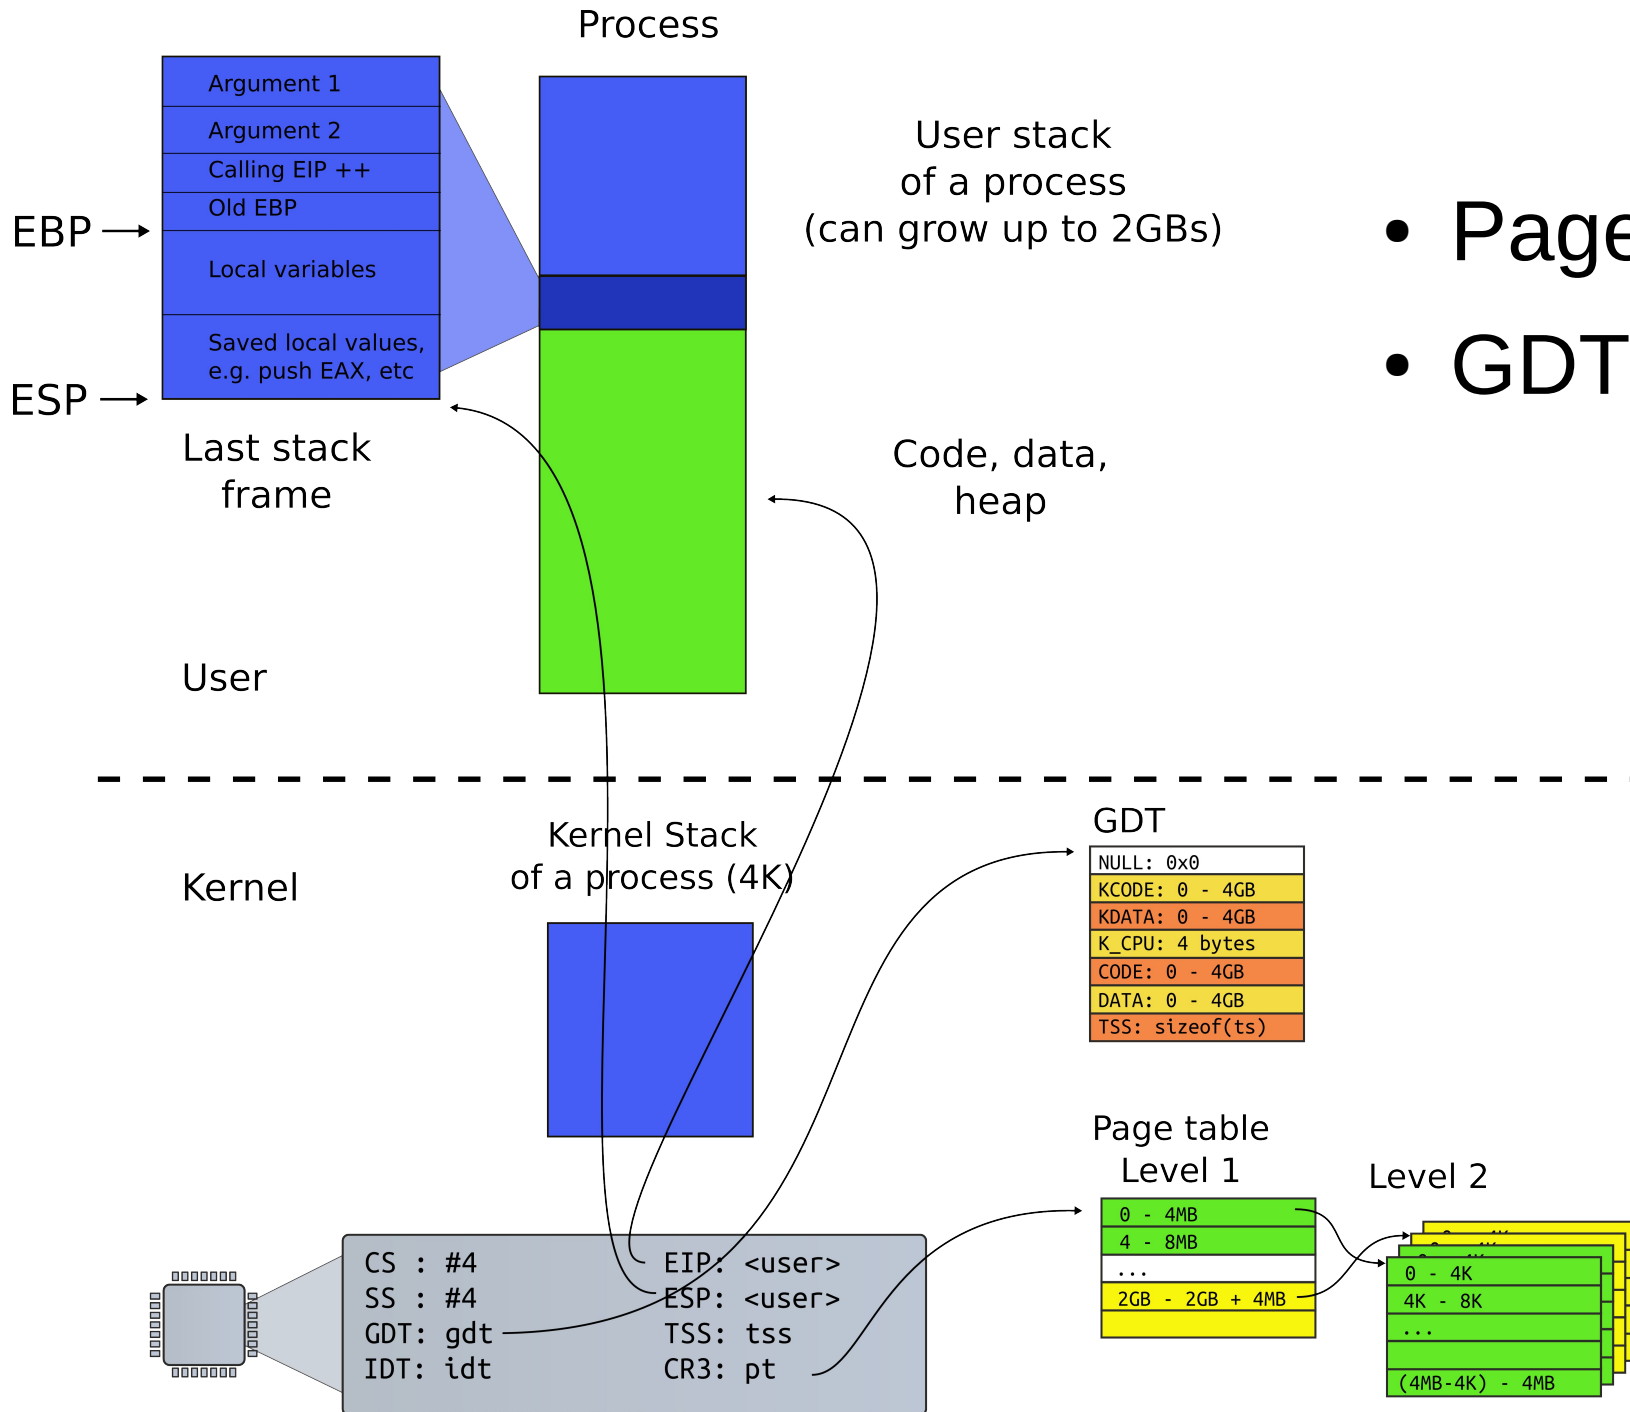 Process
Argument 1
Argument 2
Calling EIP ++
Old EBP
Local variables
Saved local values,
e.g. push EAX, etc
EBP
ESP
Last stack
frame
User stack
of a process
(can grow up to 2GBs)
• Page
• GDT
Code, data,
heap
User
Kernel
Kernel Stack
of a process (4K)
GDT
NULL: 0x0
KCODE: 0 - 4GB
KDATA: 0 - 4GB
K_CPU: 4 bytes
CODE: 0 - 4GB
DATA: 0 - 4GB
TSS: sizeof(ts)
Page table
Level 1
0 - 4MB
4 - 8MB
...
2GB - 2GB + 4MB
Level 2
0 - 4K
4K - 8K
...
(4MB-4K) - 4MB
CS : #4
SS : #4
GDT: gdt
IDT: idt
EIP: <user>
ESP: <user>
TSS: tss
CR3: pt